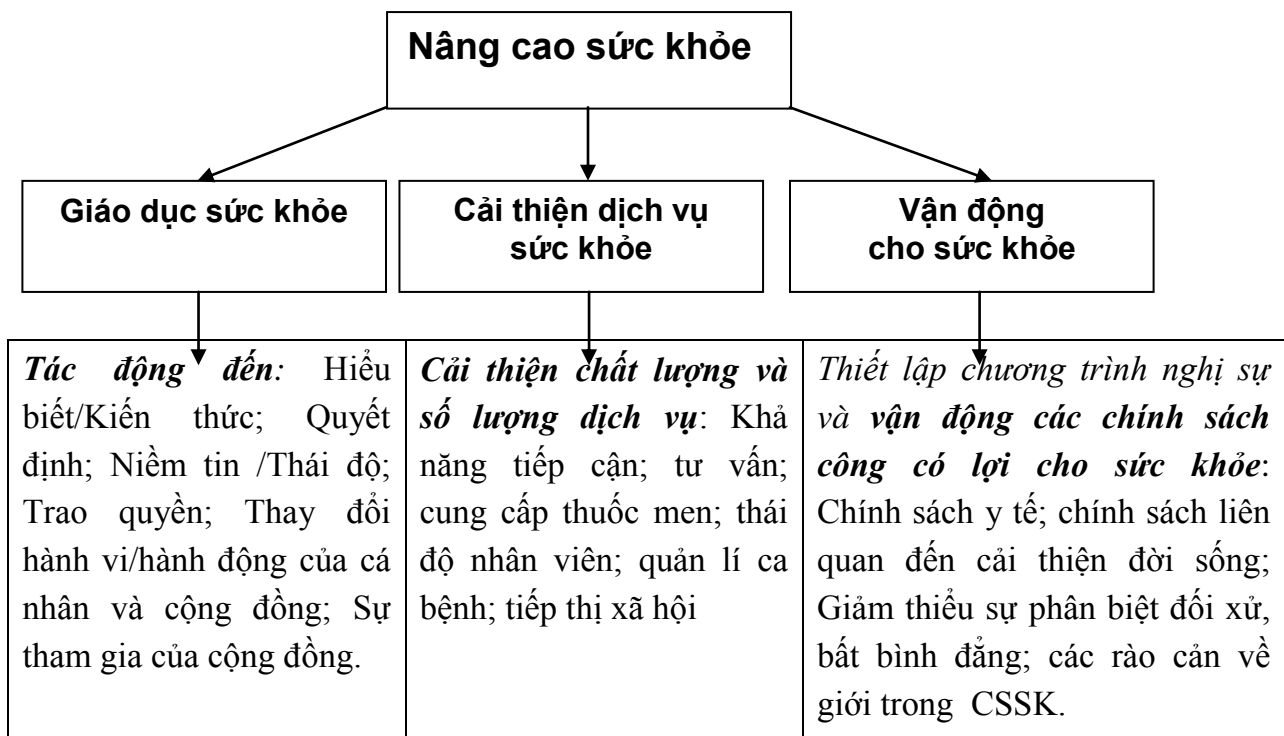 Nâng cao sức khỏe
Giáo dục sức khỏe
Cải thiện dịch vụ
sức khỏe
Vận động
cho sức khỏe
Tác động đến: Hiểu
biết/Kiến thức; Quyết
định; Niềm tin /Thái độ;
Trao quyền; Thay đổi
hành vi/hành động của cá
nhân và cộng đồng; Sự
tham gia của cộng đồng.
Cải thiện chất lượng và
số lượng dịch vụ: Khả
năng tiếp cận; tư vấn;
cung cấp thuốc men; thái
độ nhân viên; quản lí ca
bệnh; tiếp thị xã hội
Thiết lập chương trình nghị sự
và vận động các chính sách
công có lợi cho sức khỏe:
Chính sách y tế; chính sách liên
quan đến cải thiện đời sống;
Giảm thiểu sự phân biệt đối xử,
bất bình đẳng; các rào cản về
giới trong CSSK.